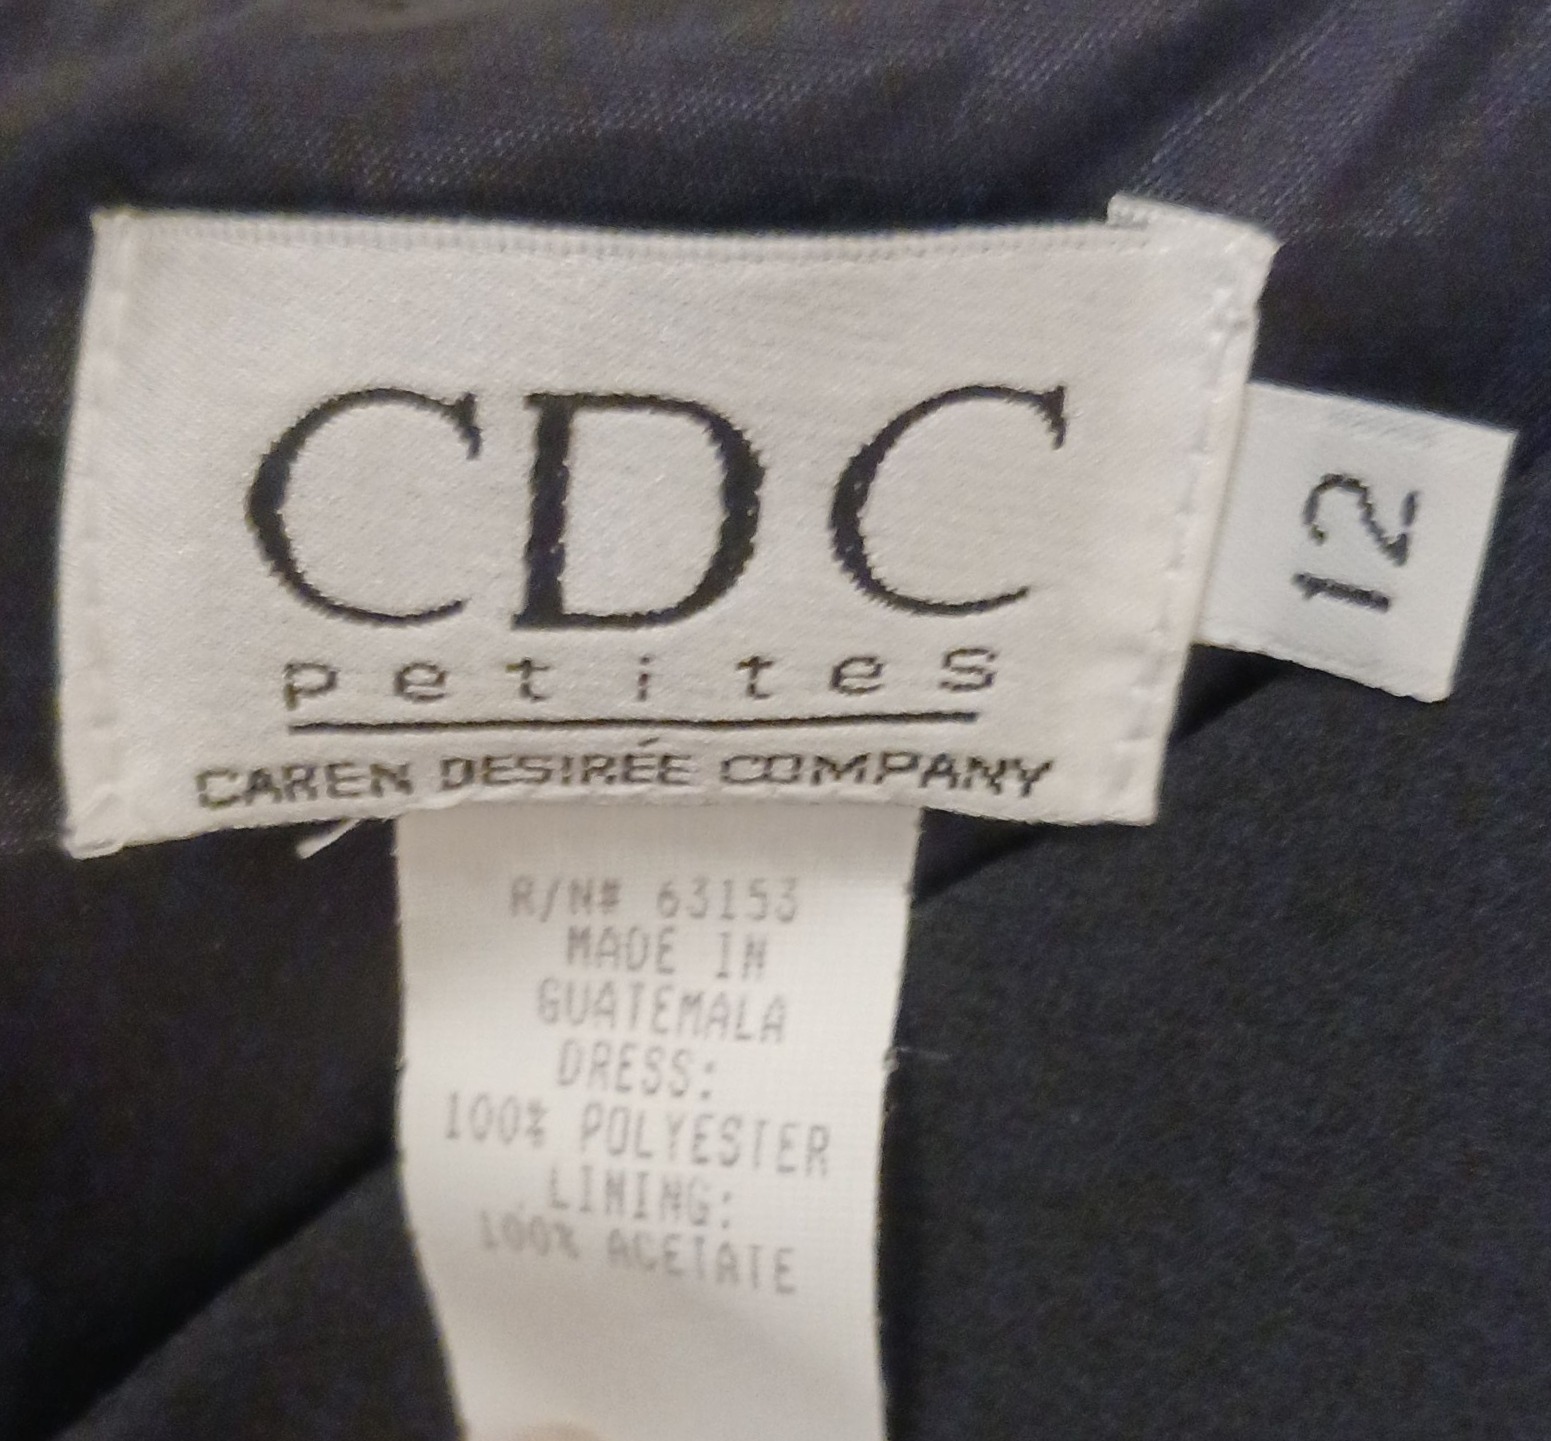 CDC
petites
CAREN DESIRÉE COMPANY
12
R/N# 63153
MADE IN
GUATEMALA
DRESS:
100% POLYESTER
LINING:
100% ACETATE